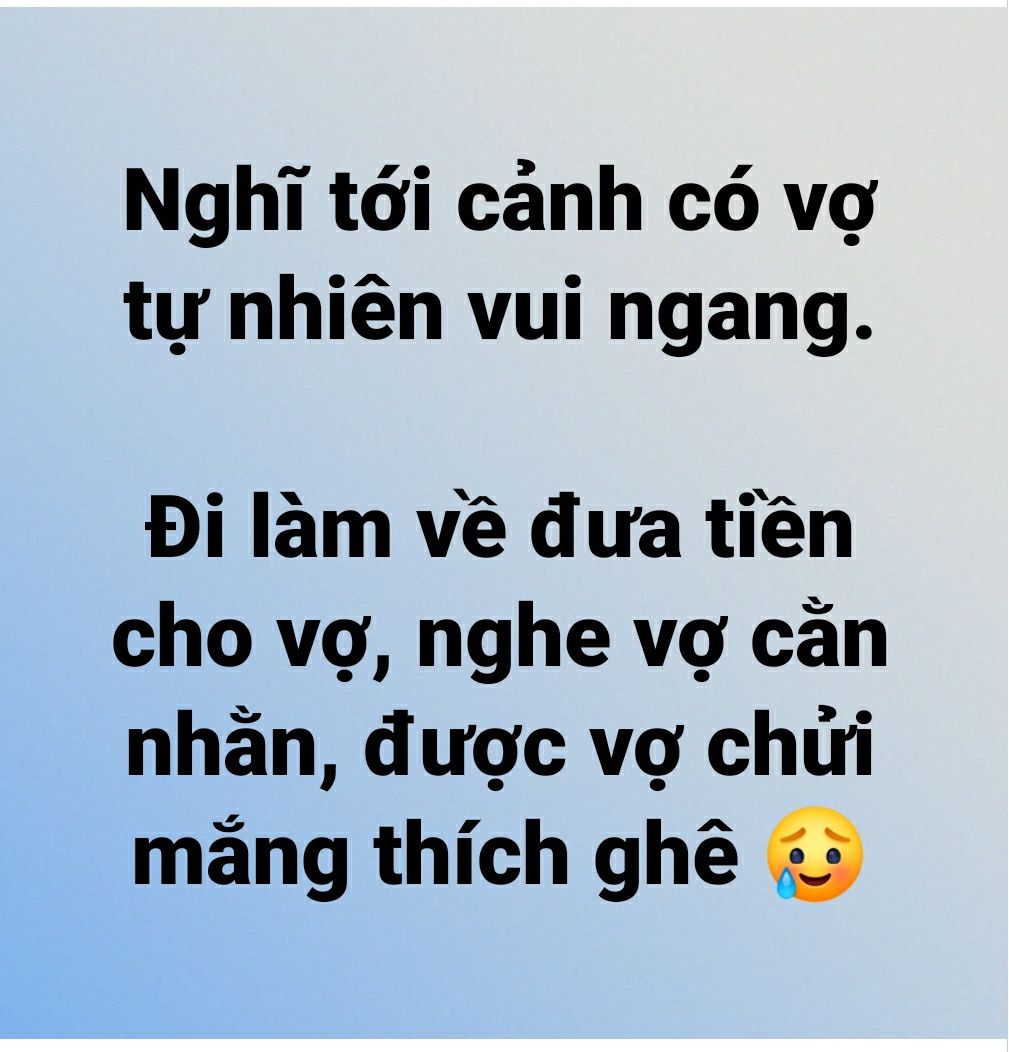 Nghĩ tới cảnh có vợ
tự nhiên vui ngang.
Đi làm về đưa tiền
cho vợ, nghe vợ cằn
nhằn, được vợ chửi
mắng thích ghê 🥲